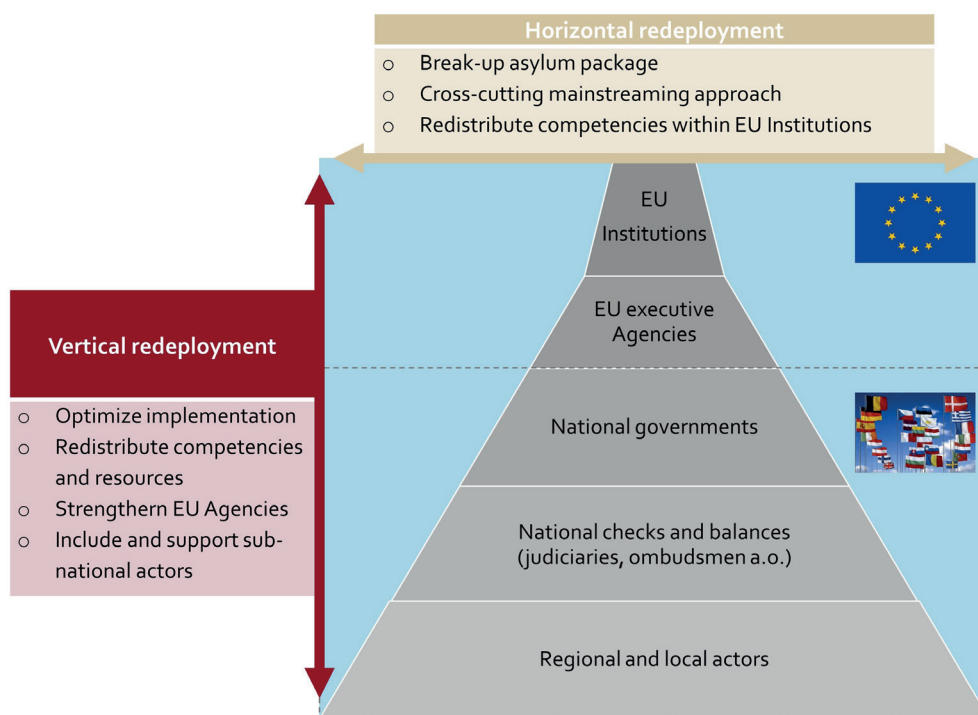 Horizontal redeployment
o Break-up asylum package
o Cross-cutting mainstreaming approach
o Redistribute competencies within EU Institutions
EU
Institutions
EU executive
Agencies
Vertical redeployment
o Optimize implementation
o Redistribute competencies
and resources
o Strengthern EU Agencies
o Include and support sub-
national actors
National governments
National checks and balances
(judiciaries, ombudsmen a.o.)
Regional and local actors